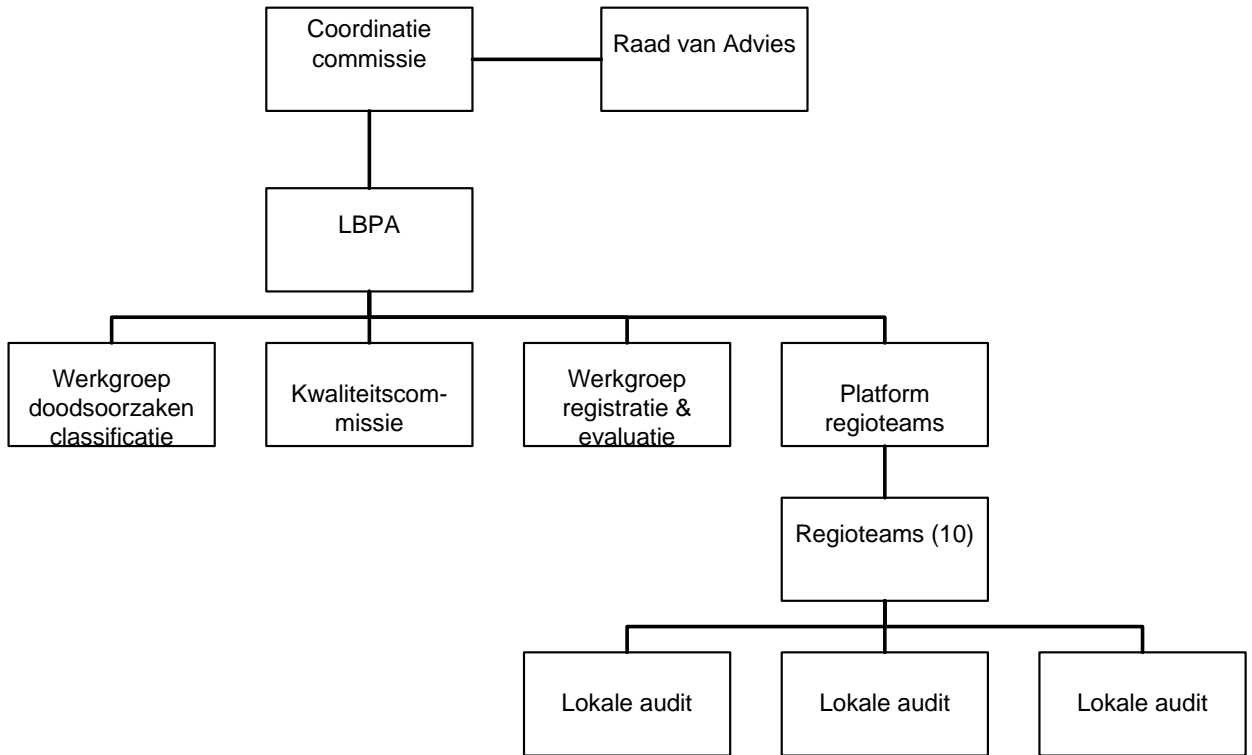 Coordinatie
commissie
Raad van Advies
LBPA
Werkgroep
doodsoorzaken
classificatie
Kwaliteitscom-
missie
Werkgroep
registratie &
evaluatie
Platform
regioteams
Regioteams (10)
Lokale audit
Lokale audit
Lokale audit